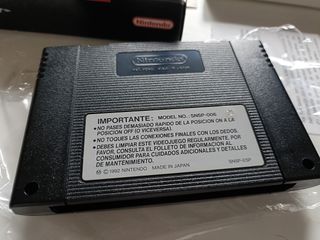 Nintendo
Nintendo
IMPORTANTE: MODEL NO.: SNSP-006
• NO PASES DEMASIADO RAPIDO DE LA POSICION ON A LA
POSICION OFF (O VICEVERSA).
• NO TOQUES LAS CONEXIONES FINALES CON LOS DEDOS.
• DEBES LIMPIAR ESTE VIDEOJUEGO REGULARMENTE, POR
FAVOR, CONSULTA EL FOLLETO DE INFORMACION AL
CONSUMIDOR PARA CUIDADOS ADICIONALES Y DETALLES
DE MANTENIMIENTO.
Ⓜ © 1992 NINTENDO MADE IN JAPAN SNSP-ESP